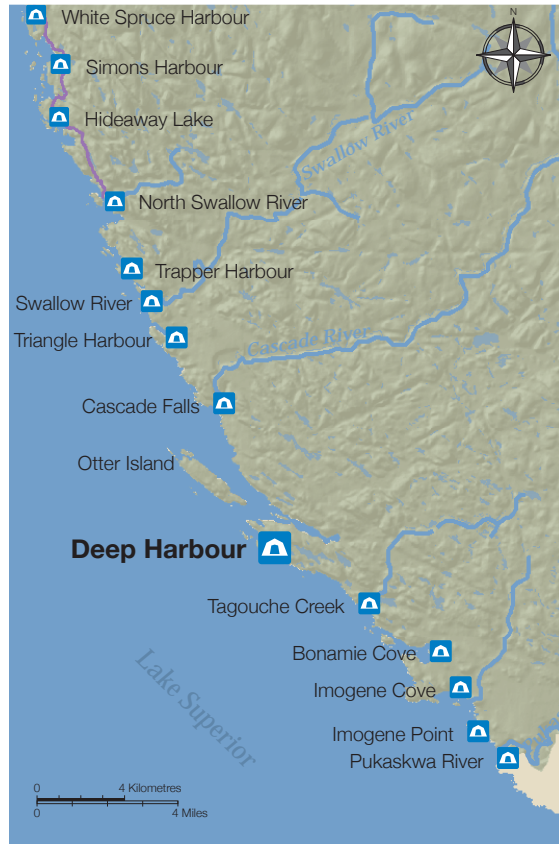 N
White Spruce Harbour
Simons Harbour
Hideaway Lake
Swallow River
North Swallow River
Trapper Harbour
Swallow River
Triangle Harbour
Cascade River
Cascade Falls
Otter Island
Deep Harbour
Tagouche Creek
Bonamie Cove
Lake Superior
Imogene Cove
Imogene Point
Pukaskwa River
0 4 Kilometres
0 4 Miles